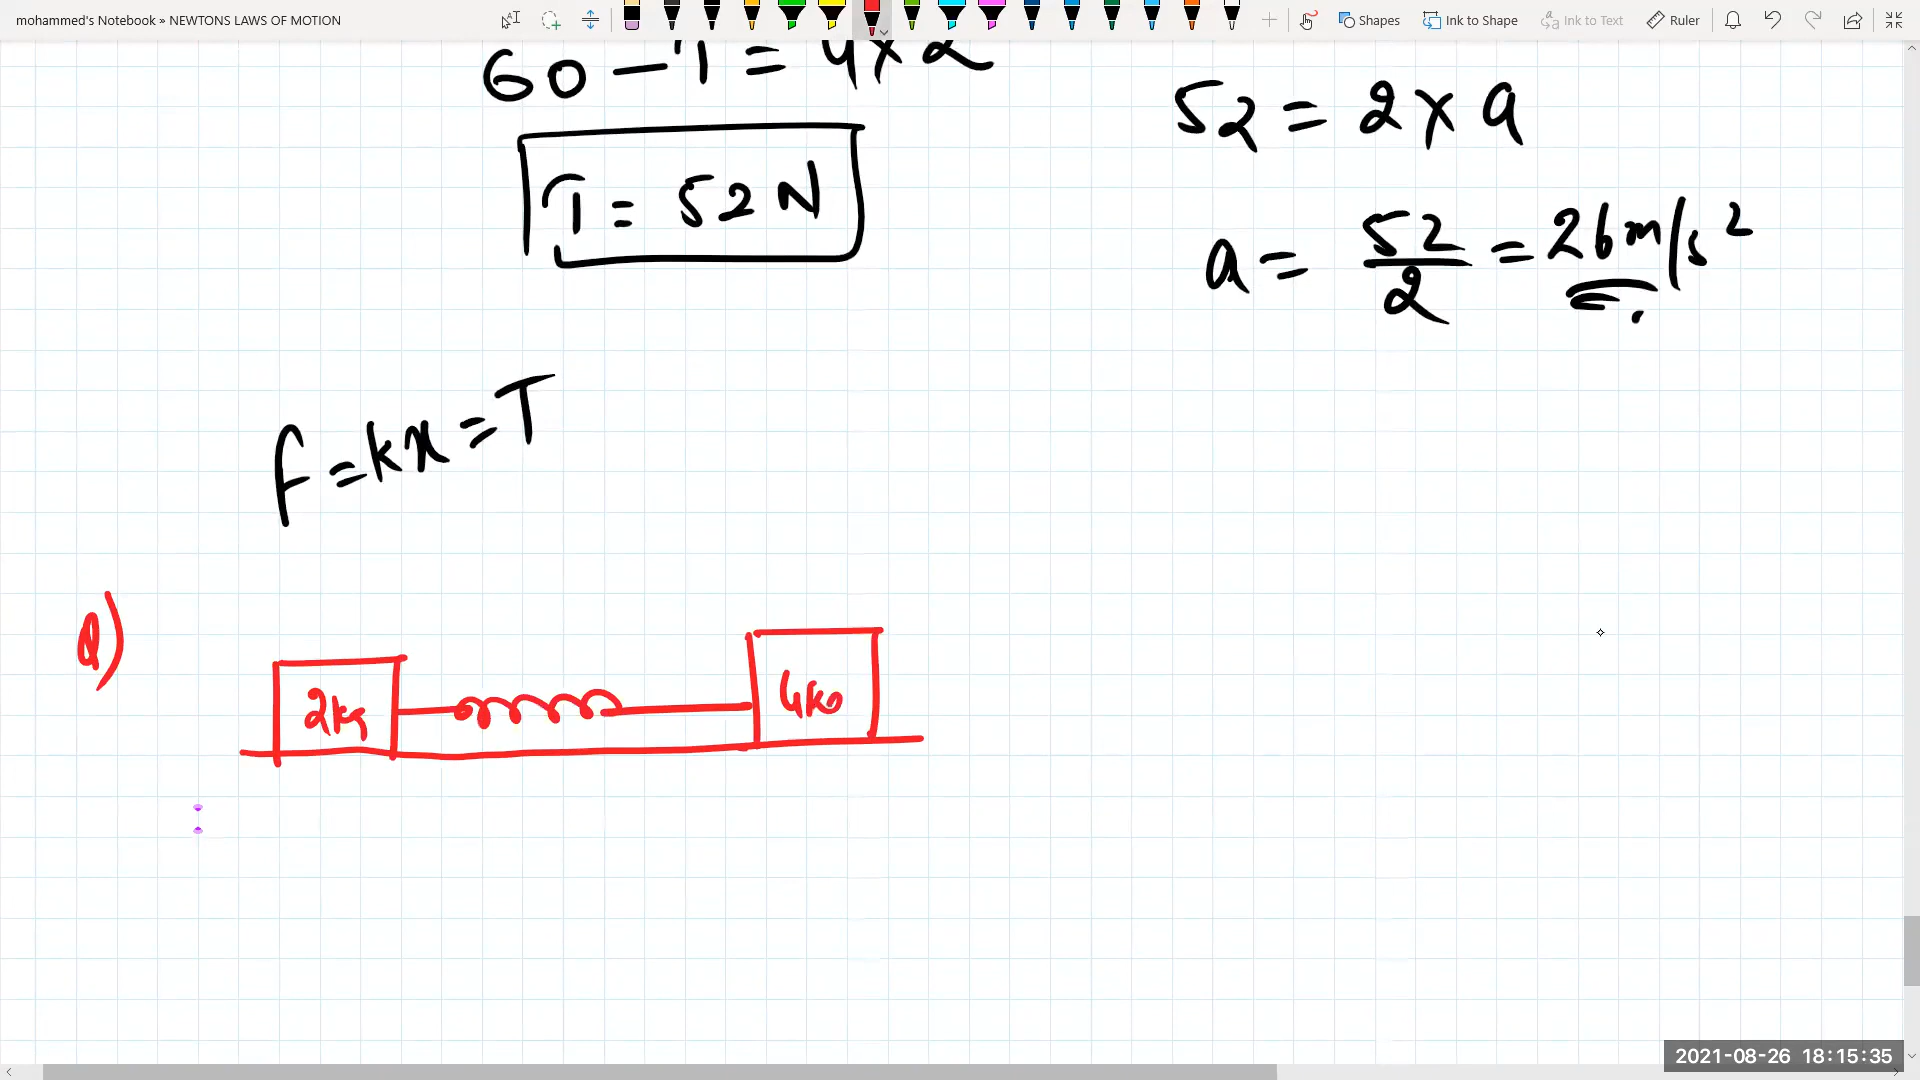 mohammed's Notebook » NEWTONS LAWS OF MOTION
Shapes
Ink to Shape
Ink to Text
Ruler
60 - T = 4x2
T = 52 N
52 = 2 x a
a = 52/2 = 26 m/s²
F = kx = T
Q)
2kg
4kg
2021-08-26 18:15:35